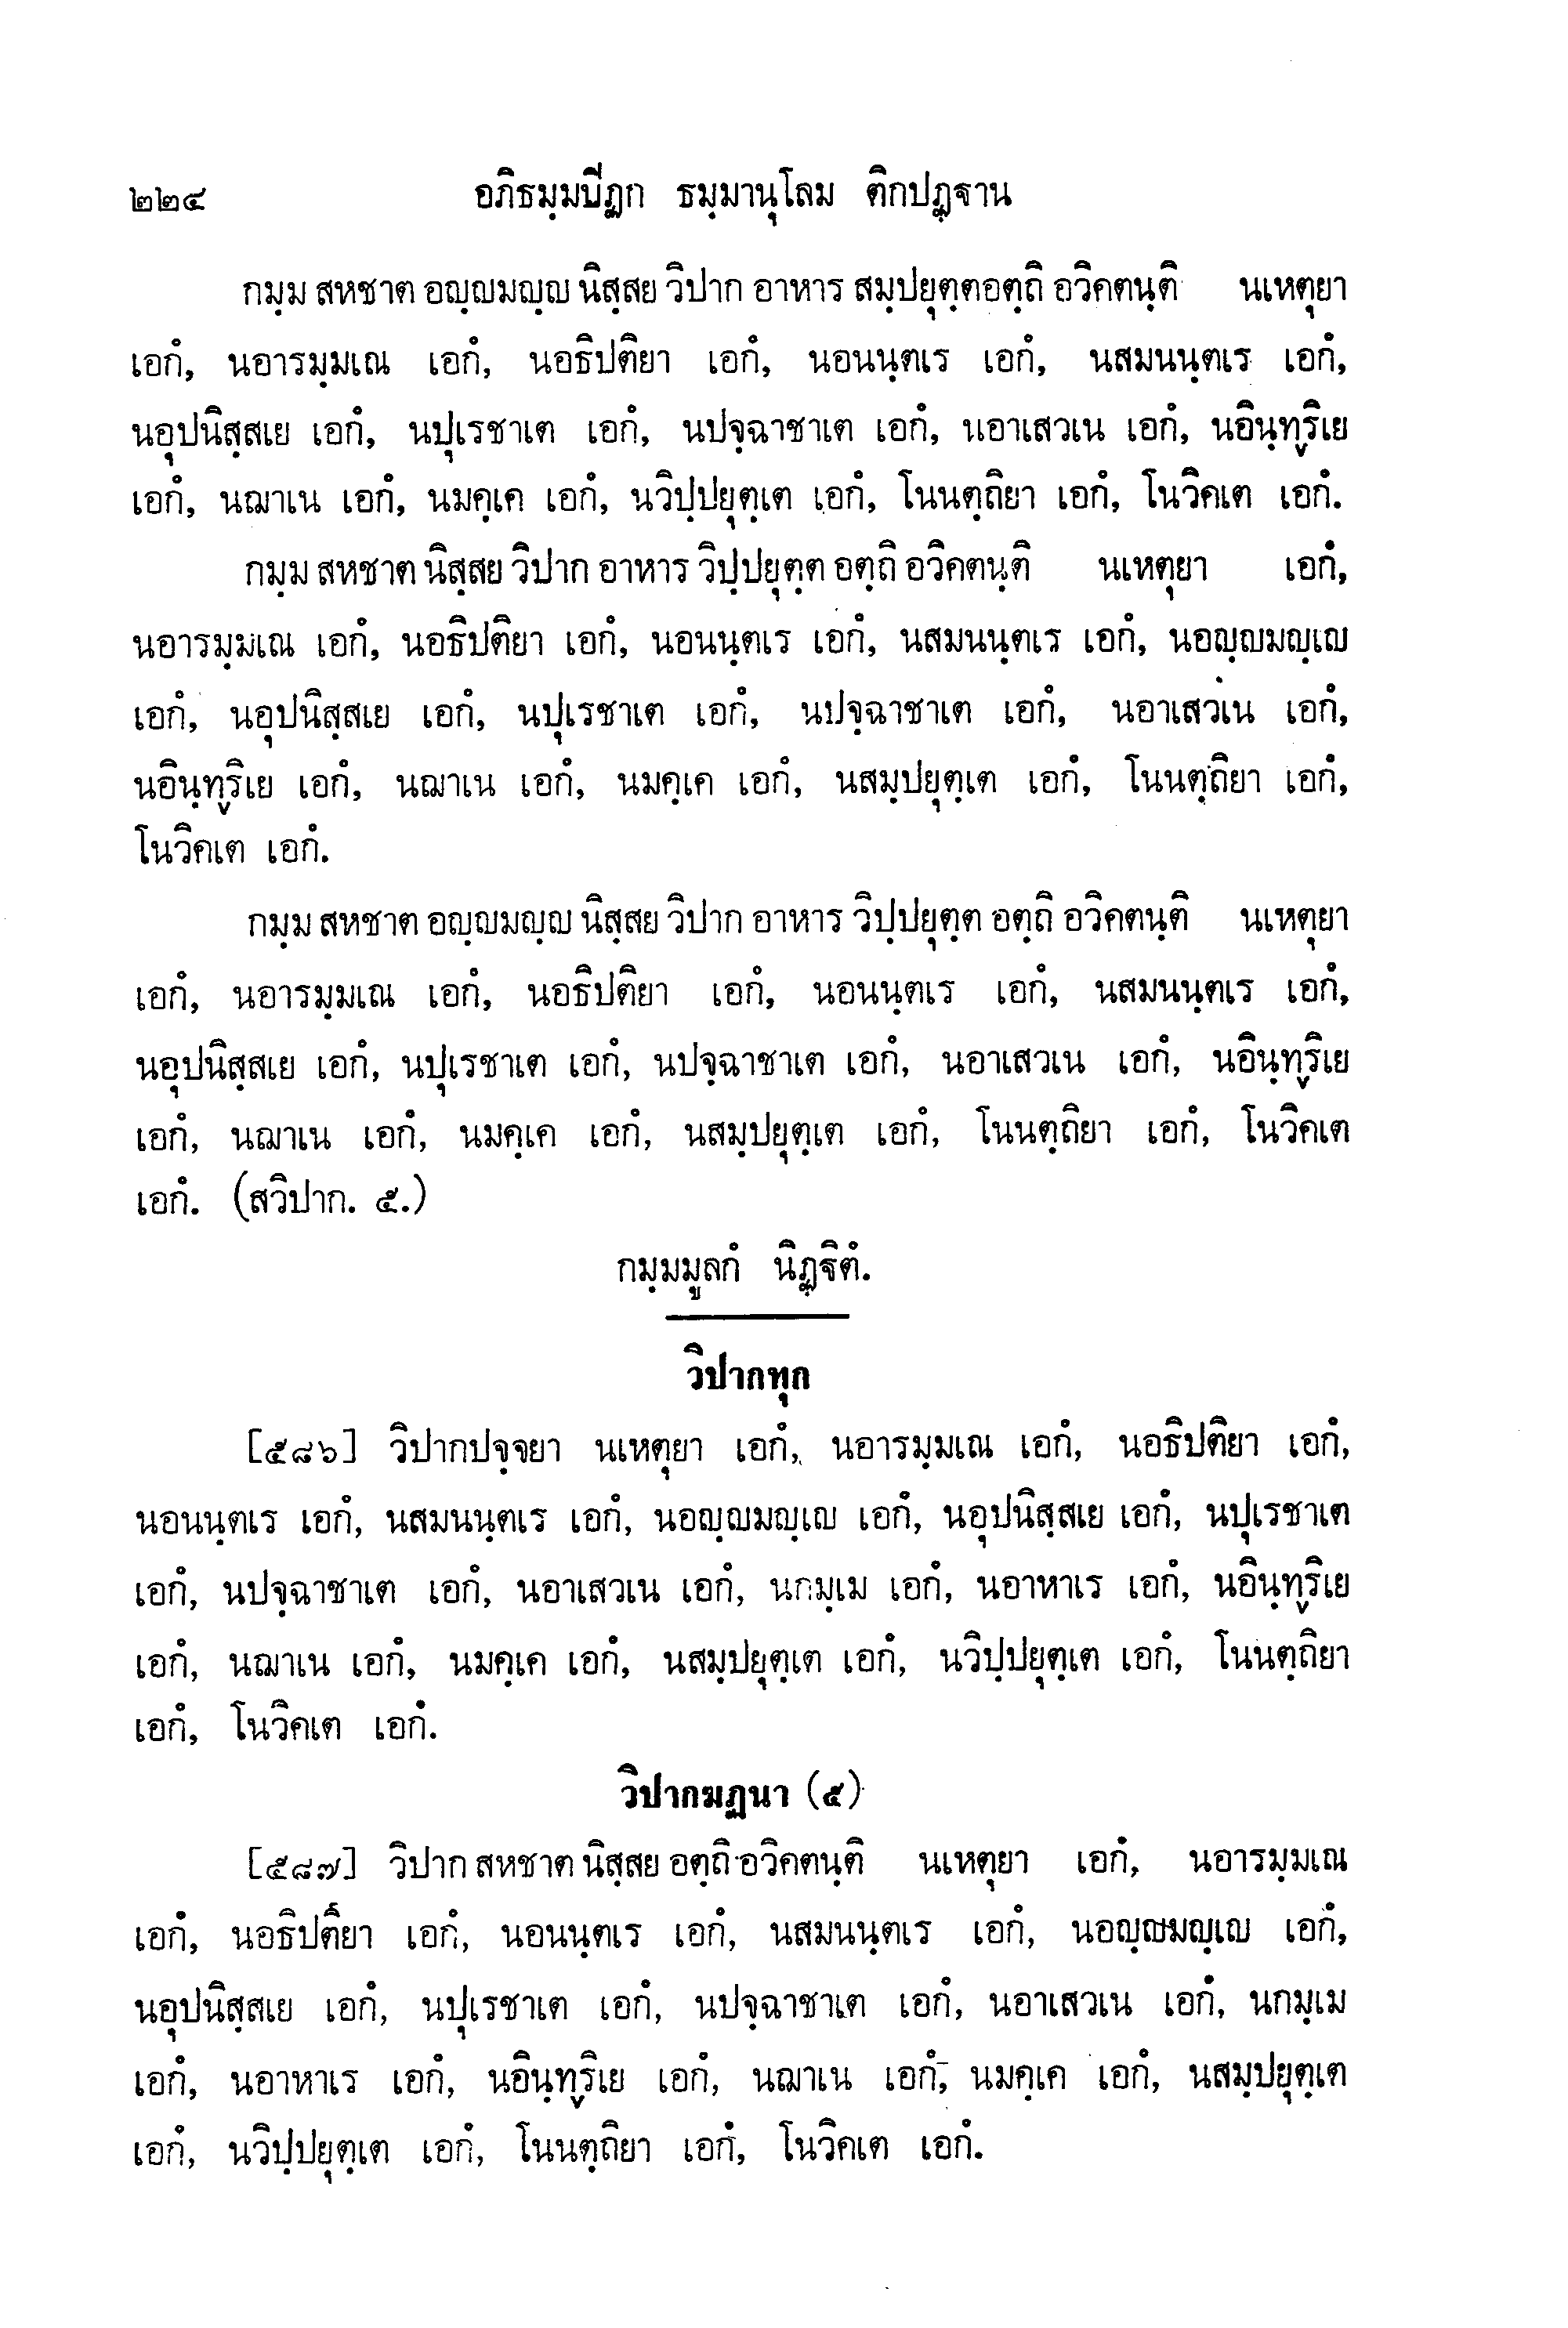 ๒๒๔ อภิธมฺมปีฏก ธมฺมานุโลม ติกปฏฺฐาน
กมฺม สหชาต อญฺญมญฺญ นิสฺสย วิปาก อาหาร สมฺปยุตฺตอตฺถิ อวิคตนฺติ นเหตุยา
เอกํ, นอารมฺมเณ เอกํ, นอธิปติยา เอกํ, นอนนฺตเร เอกํ, นสมนนฺตเร เอกํ,
นอุปนิสฺสเย เอกํ, นปุเรชาเต เอกํ, นปจฺฉาชาเต เอกํ, นอาเสวเน เอกํ, นอินฺทฺริเย
เอกํ, นฌาเน เอกํ, นมคฺเค เอกํ, นวิปฺปยุตฺเต เอกํ, โนนตฺถิยา เอกํ, โนวิคเต เอกํ.
กมฺม สหชาต นิสฺสย วิปาก อาหาร วิปฺปยุตฺต อตฺถิ อวิคตนฺติ นเหตุยา เอกํ,
นอารมฺมเณ เอกํ, นอธิปติยา เอกํ, นอนนฺตเร เอกํ, นสมนนฺตเร เอกํ, นอญฺญมญฺเญ
เอกํ, นอุปนิสฺสเย เอกํ, นปุเรชาเต เอกํ, นปจฺฉาชาเต เอกํ, นอาเสวเน เอกํ,
นอินฺทฺริเย เอกํ, นฌาเน เอกํ, นมคฺเค เอกํ, นสมฺปยุตฺเต เอกํ, โนนตฺถิยา เอกํ,
โนวิคเต เอกํ.
กมฺม สหชาต อญฺญมญฺญ นิสฺสย วิปาก อาหาร วิปฺปยุตฺต อตฺถิ อวิคตนฺติ นเหตุยา
เอกํ, นอารมฺมเณ เอกํ, นอธิปติยา เอกํ, นอนนฺตเร เอกํ, นสมนนฺตเร เอกํ,
นอุปนิสฺสเย เอกํ, นปุเรชาเต เอกํ, นปจฺฉาชาเต เอกํ, นอาเสวเน เอกํ, นอินฺทฺริเย
เอกํ, นฌาเน เอกํ, นมคฺเค เอกํ, นสมฺปยุตฺเต เอกํ, โนนตฺถิยา เอกํ, โนวิคเต
เอกํ. (สวิปาก. ๕.)
กมฺมมูลกํ นิฏฺฐิตํ.
วิปากทุก
[๕๘๖] วิปากปจฺจยา นเหตุยา เอกํ, นอารมฺมเณ เอกํ, นอธิปติยา เอกํ,
นอนนฺตเร เอกํ, นสมนนฺตเร เอกํ, นอญฺญมญฺเญ เอกํ, นอุปนิสฺสเย เอกํ, นปุเรชาเต
เอกํ, นปจฺฉาชาเต เอกํ, นอาเสวเน เอกํ, นกมฺเม เอกํ, นอาหาเร เอกํ, นอินฺทฺริเย
เอกํ, นฌาเน เอกํ, นมคฺเค เอกํ, นสมฺปยุตฺเต เอกํ, นวิปฺปยุตฺเต เอกํ, โนนตฺถิยา
เอกํ, โนวิคเต เอกํ.
วิปากฆฏนา (๕)
[๕๘๗] วิปาก สหชาต นิสฺสย อตฺถิ อวิคตนฺติ นเหตุยา เอกํ, นอารมฺมเณ
เอกํ, นอธิปติยา เอกํ, นอนนฺตเร เอกํ, นสมนนฺตเร เอกํ, นอญฺญมญฺเญ เอกํ,
นอุปนิสฺสเย เอกํ, นปุเรชาเต เอกํ, นปจฺฉาชาเต เอกํ, นอาเสวเน เอกํ, นกมฺเม
เอกํ, นอาหาเร เอกํ, นอินฺทฺริเย เอกํ, นฌาเน เอกํ, นมคฺเค เอกํ, นสมฺปยุตฺเต
เอกํ, นวิปฺปยุตฺเต เอกํ, โนนตฺถิยา เอกํ, โนวิคเต เอกํ.